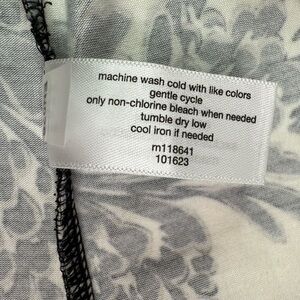 machine wash cold with like colors
gentle cycle
only non-chlorine bleach when needed
tumble dry low
cool iron if needed
m118641
101623